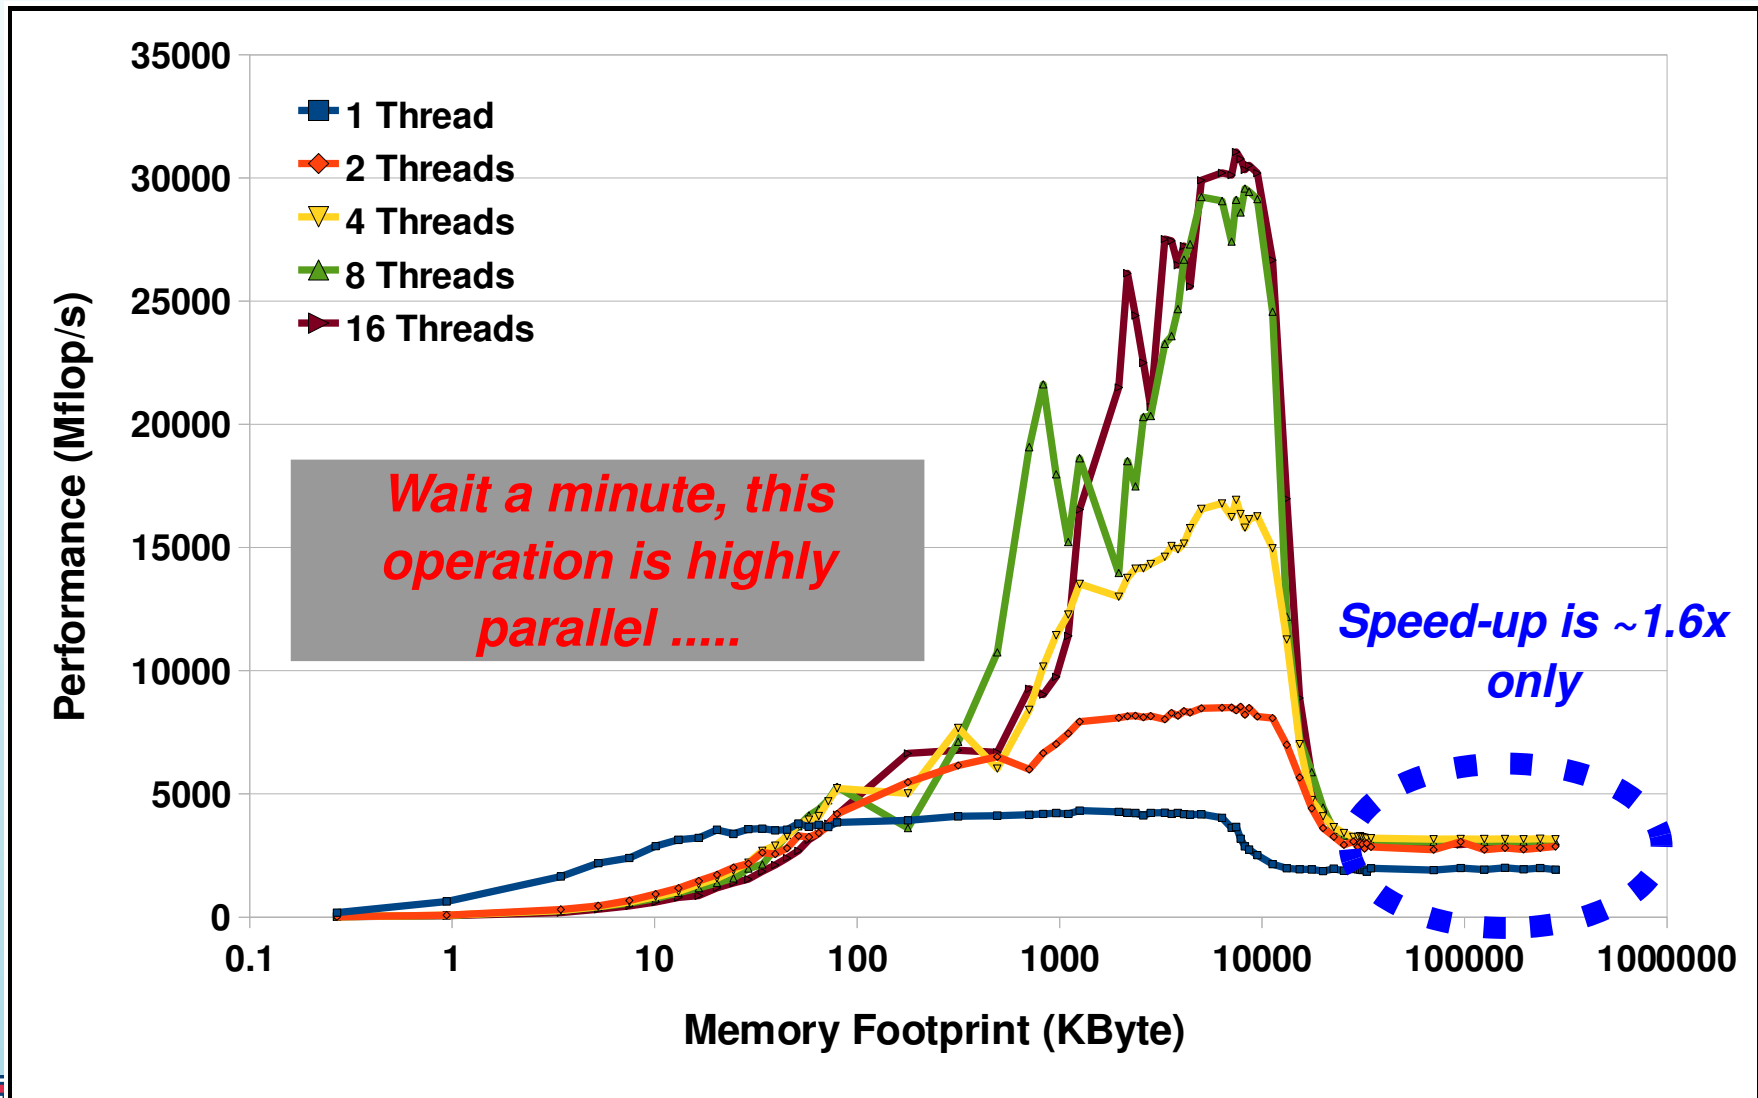 35000
30000
25000
20000
15000
10000
5000
0
1 Thread
2 Threads
4 Threads
8 Threads
16 Threads
Performance (Mflop/s)
Wait a minute, this
operation is highly
parallel .....
Speed-up is ~1.6x
only
0.1 1 10 100 1000 10000 100000 1000000
Memory Footprint (KByte)